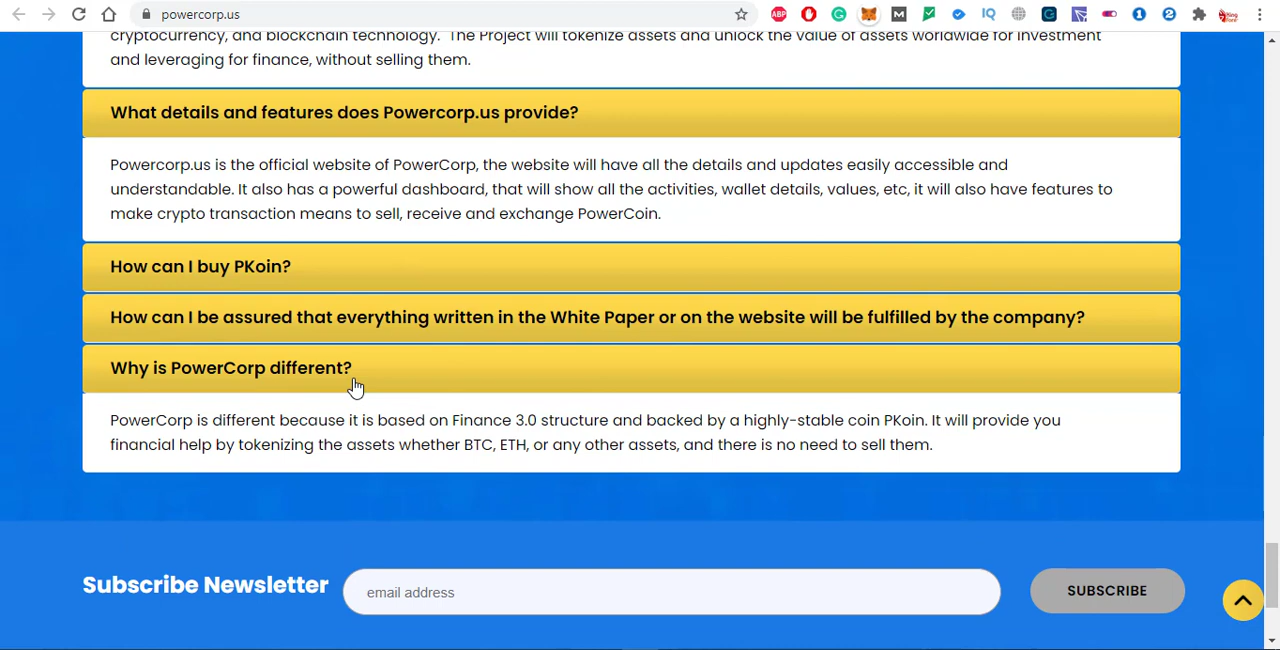 powercorp.us
cryptocurrency, and blockchain technology. The Project will tokenize assets and unlock the value of assets worldwide for investment
and leveraging for finance, without selling them.
What details and features does Powercorp.us provide?
Powercorp.us is the official website of PowerCorp, the website will have all the details and updates easily accessible and
understandable. It also has a powerful dashboard, that will show all the activities, wallet details, values, etc, it will also have features to
make crypto transaction means to sell, receive and exchange PowerCoin.
How can I buy PKoin?
How can I be assured that everything written in the White Paper or on the website will be fulfilled by the company?
Why is PowerCorp different?
PowerCorp is different because it is based on Finance 3.0 structure and backed by a highly-stable coin PKoin. It will provide you
financial help by tokenizing the assets whether BTC, ETH, or any other assets, and there is no need to sell them.
Subscribe Newsletter
email address
SUBSCRIBE